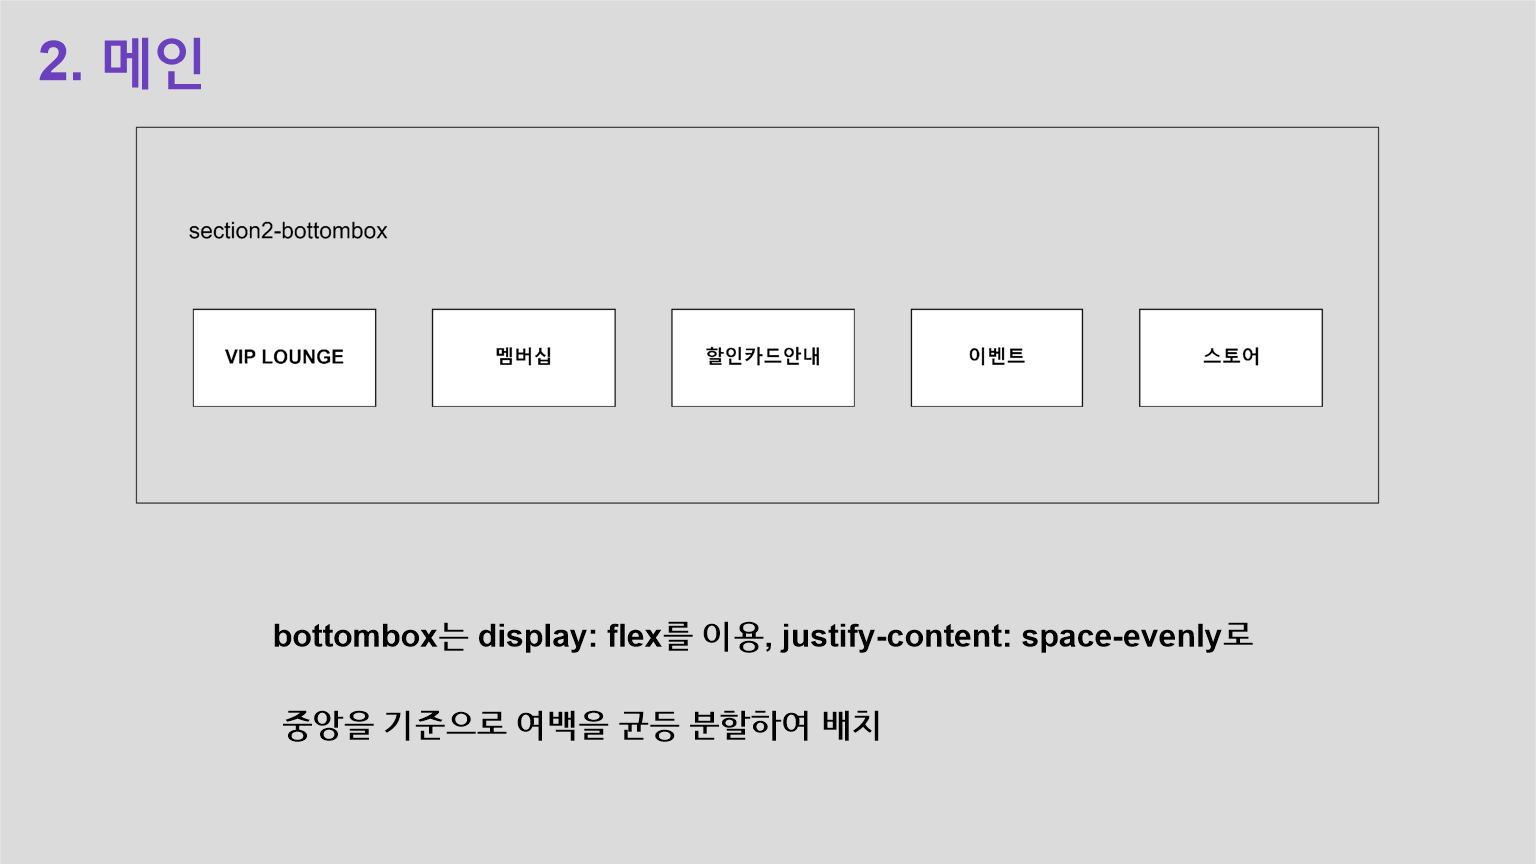 2. 메인
section2-bottombox
VIP LOUNGE
멤버십
할인카드안내
이벤트
스토어
bottombox는 display: flex를 이용, justify-content: space-evenly로
중앙을 기준으로 여백을 균등 분할하여 배치